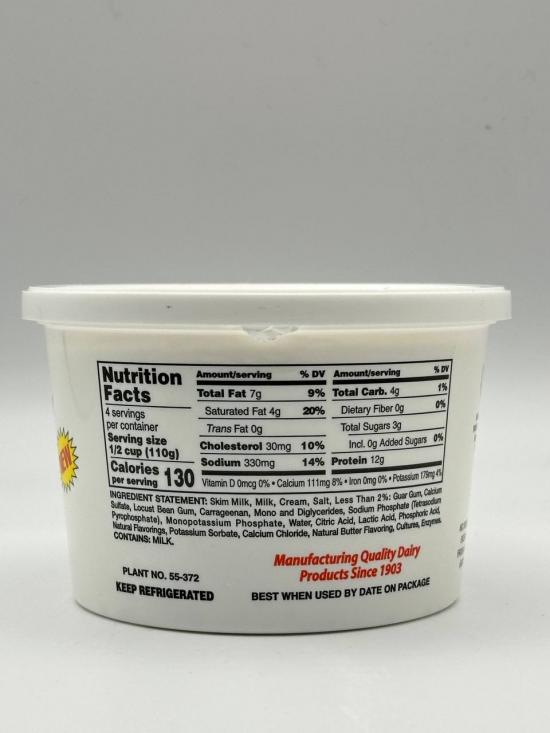 Nutrition Facts
4 servings
per container
Serving size
1/2 cup (110g)
Calories
per serving 130
Amount/serving % DV
Total Fat 7g 9%
Saturated Fat 4g 20%
Trans Fat 0g
Cholesterol 30mg 10%
Sodium 330mg 14%
Amount/serving % DV
Total Carb. 4g 1%
Dietary Fiber 0g 0%
Total Sugars 3g
Incl. 0g Added Sugars 0%
Protein 12g
Vitamin D 0mcg 0% • Calcium 111mg 8% • Iron 0mg 0% • Potassium 179mg 4%
INGREDIENT STATEMENT: Skim Milk, Milk, Cream, Salt, Less Than 2%: Guar Gum, Calcium
Sulfate, Locust Bean Gum, Carrageenan, Mono and Diglycerides, Sodium Phosphate (Tetrasodium
Pyrophosphate), Monopotassium Phosphate, Water, Citric Acid, Lactic Acid, Phosphoric Acid,
Natural Flavorings, Potassium Sorbate, Calcium Chloride, Natural Butter Flavoring, Cultures, Enzymes.
CONTAINS: MILK.
Manufacturing Quality Dairy
Products Since 1903
PLANT NO. 55-372
KEEP REFRIGERATED
BEST WHEN USED BY DATE ON PACKAGE